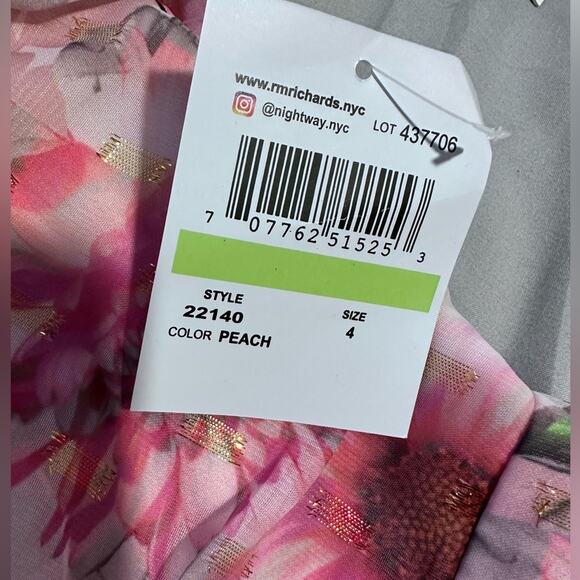 www.rmrichards.nyc
@nightway.nyc LOT 437706
7 07762 51525 3
STYLE SIZE
22140 4
COLOR PEACH